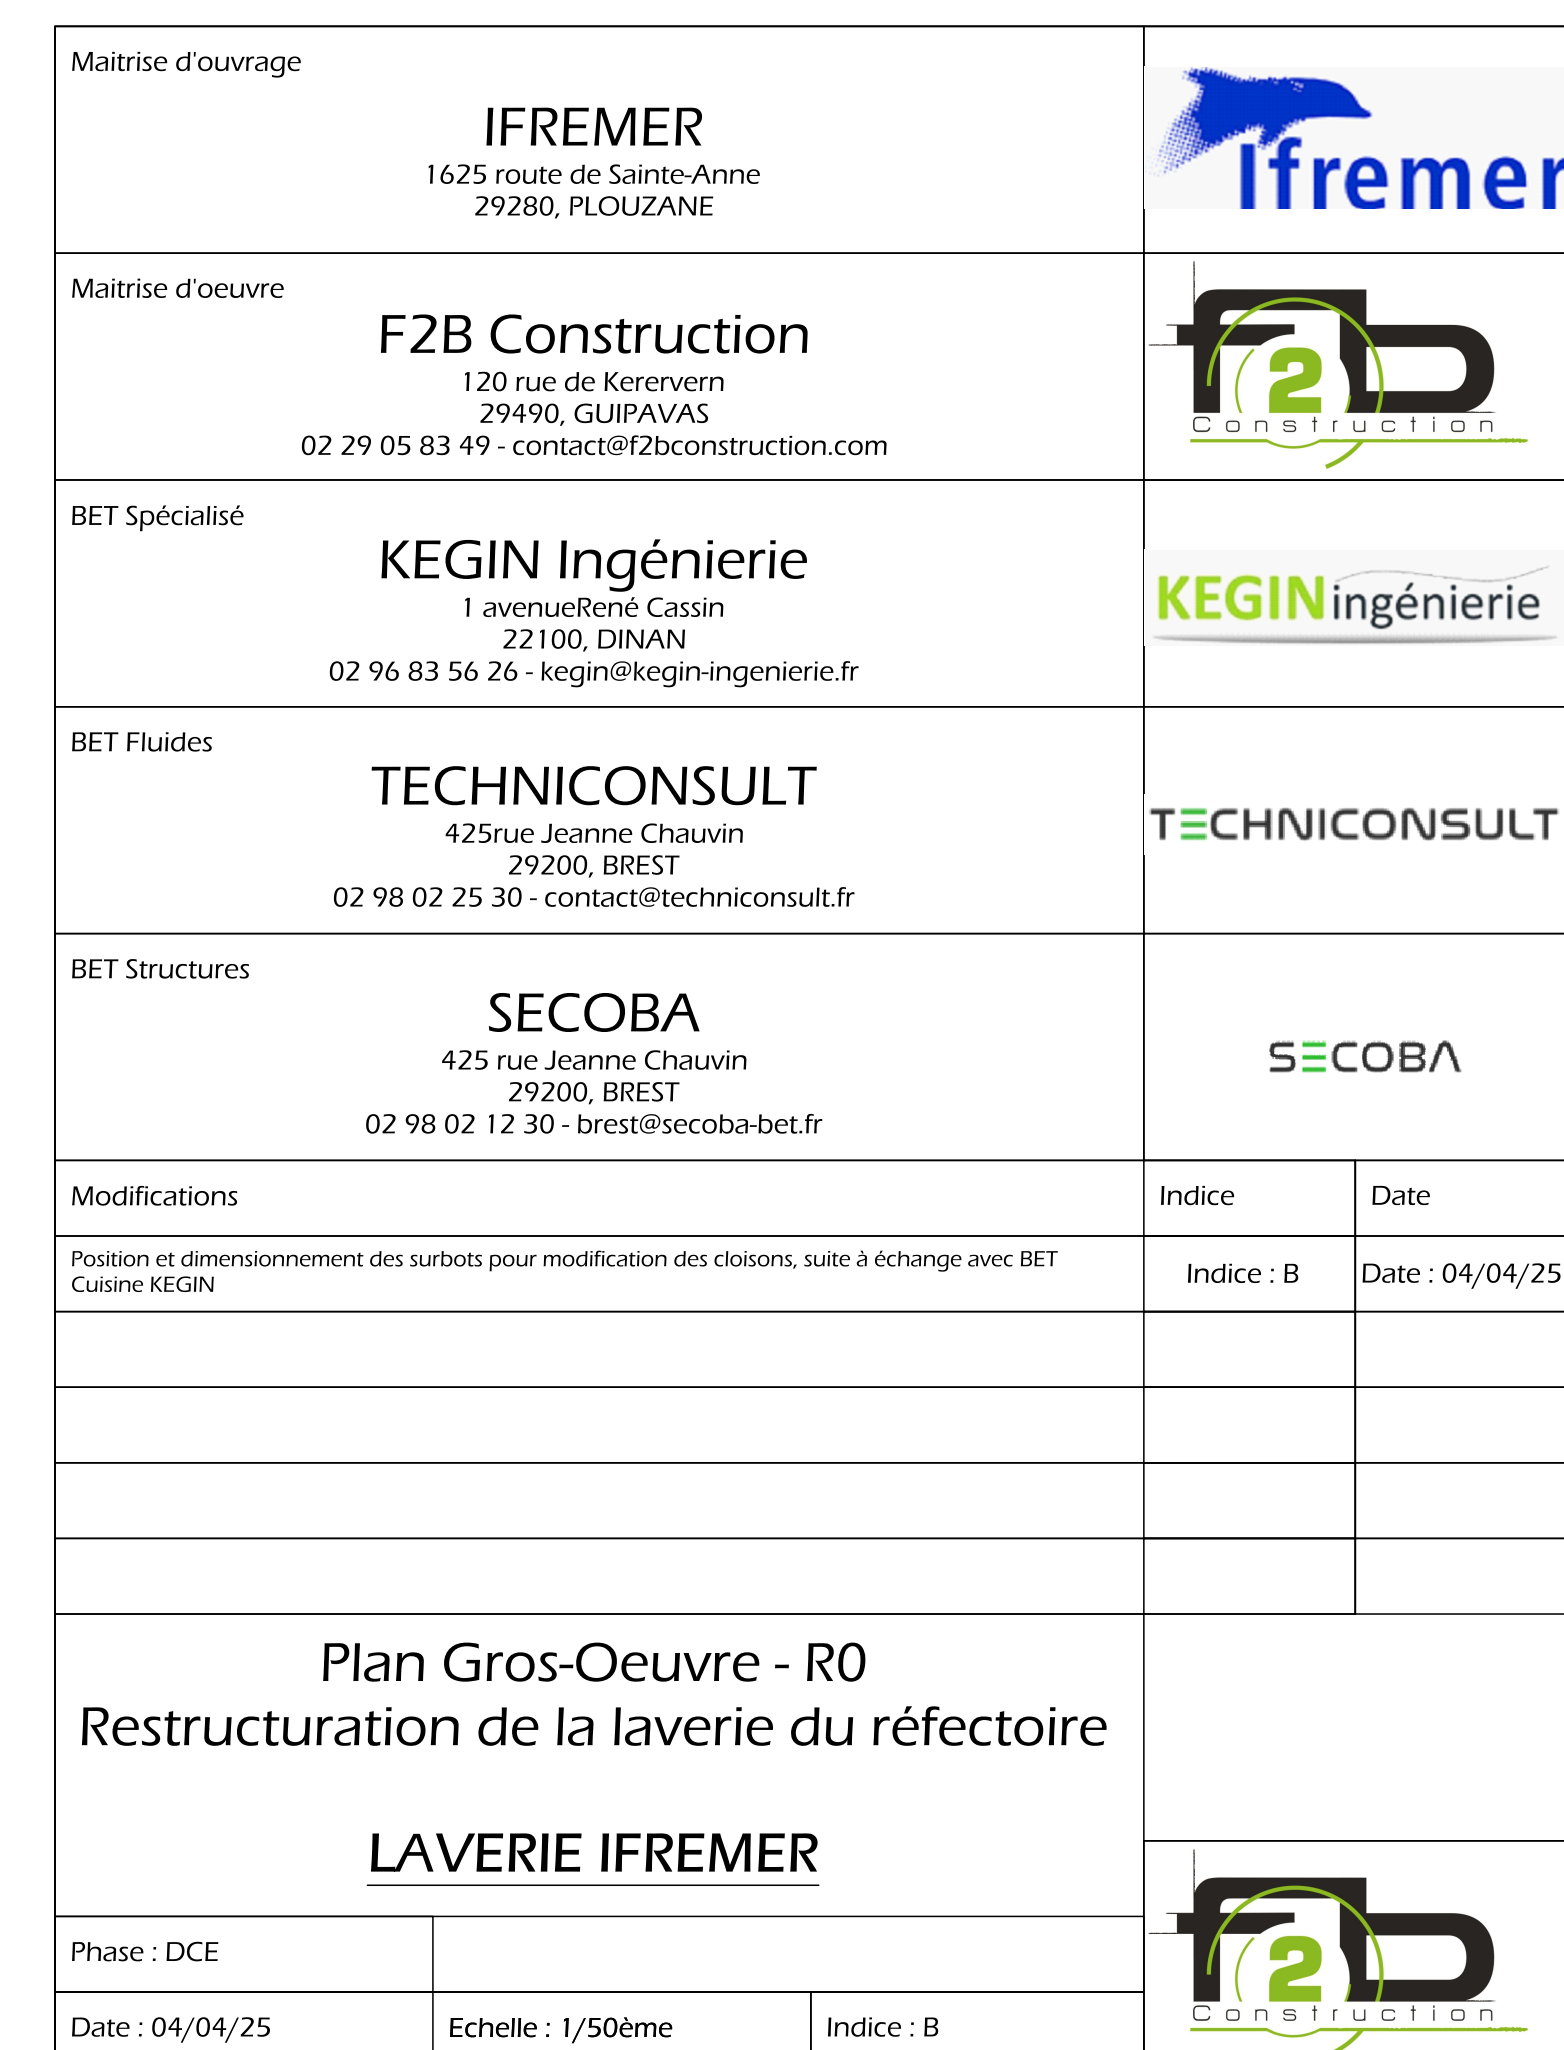 Maitrise d'ouvrage
IFREMER
1625 route de Sainte-Anne
29280, PLOUZANE
Ifremer
Maitrise d'oeuvre
F2B Construction
120 rue de Kerervern
29490, GUIPAVAS
02 29 05 83 49 - contact@f2bconstruction.com
f2b
Construction
BET Spécialisé
KEGIN Ingénierie
1 avenueRené Cassin
22100, DINAN
02 96 83 56 26 - kegin@kegin-ingenierie.fr
KEGIN ingénierie
BET Fluides
TECHNICONSULT
425rue Jeanne Chauvin
29200, BREST
02 98 02 25 30 - contact@techniconsult.fr
TECHNICONSULT
BET Structures
SECOBA
425 rue Jeanne Chauvin
29200, BREST
02 98 02 12 30 - brest@secoba-bet.fr
SECOBA
Modifications Indice Date
Position et dimensionnement des surbots pour modification des cloisons, suite à échange avec BET
Cuisine KEGIN
Indice : B Date : 04/04/25
Plan Gros-Oeuvre - R0
Restructuration de la laverie du réfectoire
LAVERIE IFREMER
Phase : DCE
Date : 04/04/25 Echelle : 1/50ème Indice : B
f2b
Construction